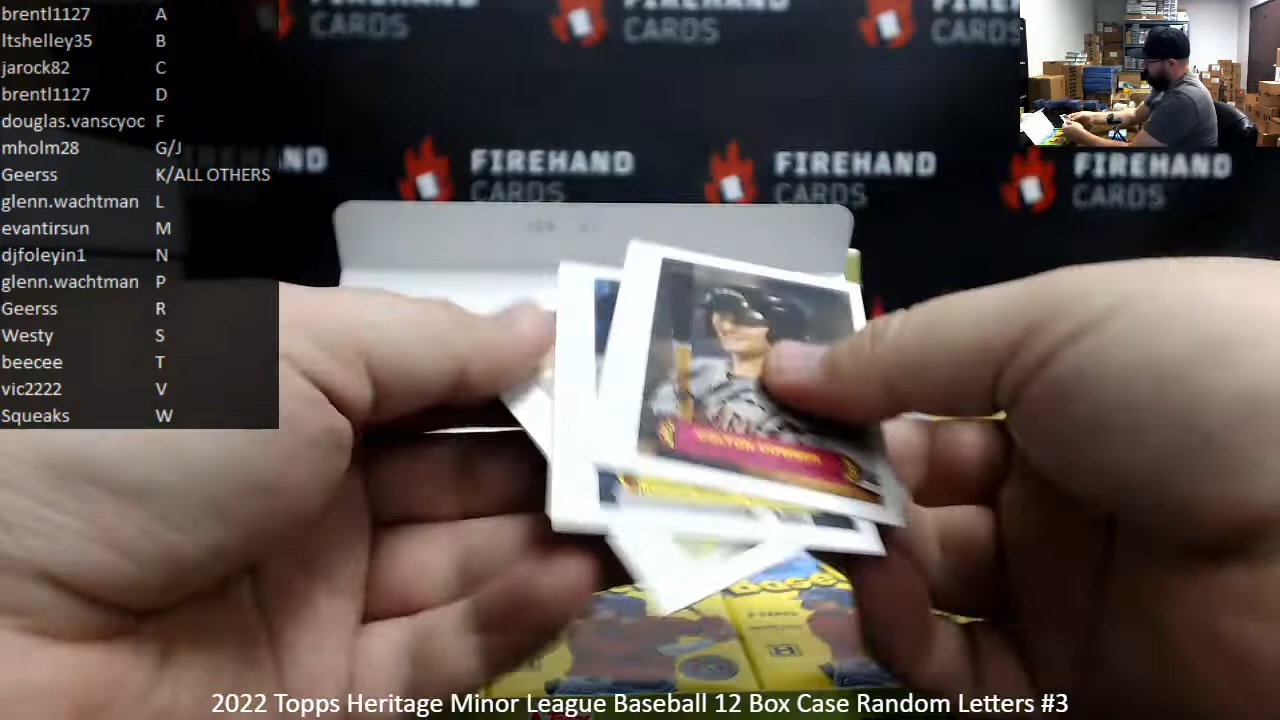 brentl1127 A
ltshelley35 B
jarock82 C
brentl1127 D
douglas.vanscyoc F
mholm28 G/J
Geerss K/ALL OTHERS
glenn.wachtman L
evantirsun M
djfoleyin1 N
glenn.wachtman P
Geerss R
Westy S
beecee T
vic2222 V
Squeaks W
FIREHAND
CARDS
CARDS
CARDS
FIREHAND
CARDS
FIREHAND
CARDS
FIREHAND
CARDS
2022 Topps Heritage Minor League Baseball 12 Box Case Random Letters #3